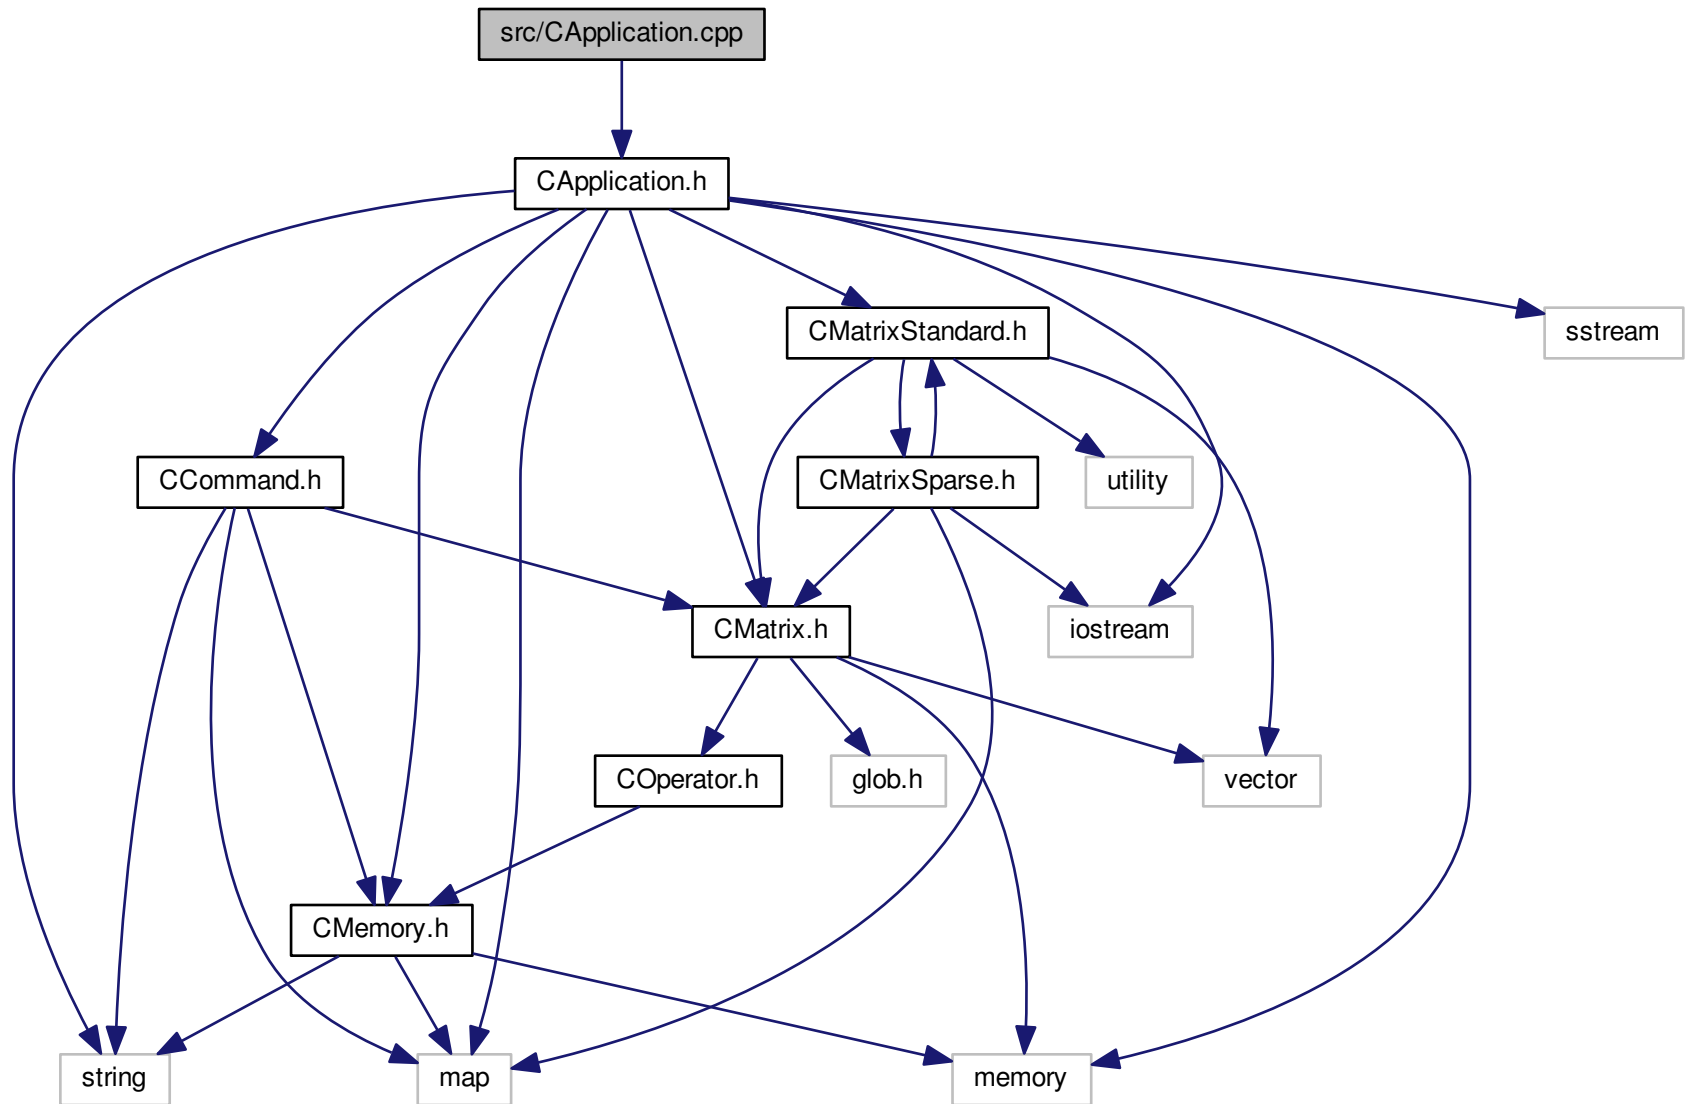 src/CApplication.cpp
CApplication.h
CMatrixStandard.h
sstream
CCommand.h
CMatrixSparse.h
utility
CMatrix.h
iostream
COperator.h
glob.h
vector
CMemory.h
string
map
memory